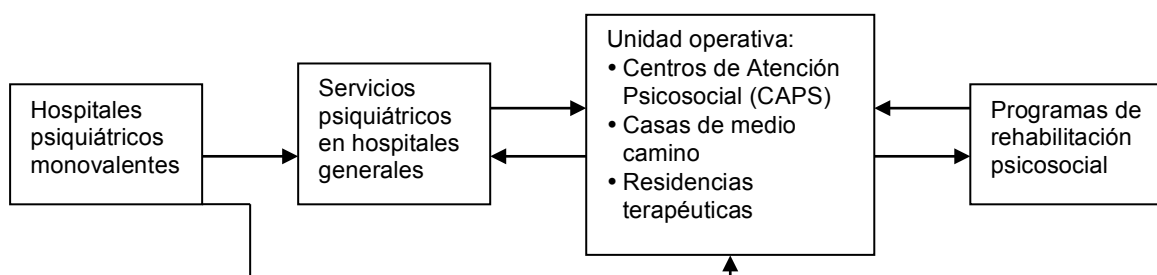 Hospitales
psiquiátricos
monovalentes
Servicios
psiquiátricos
en hospitales
generales
Unidad operativa:
• Centros de Atención
Psicosocial (CAPS)
• Casas de medio
camino
• Residencias
terapéuticas
Programas de
rehabilitación
psicosocial